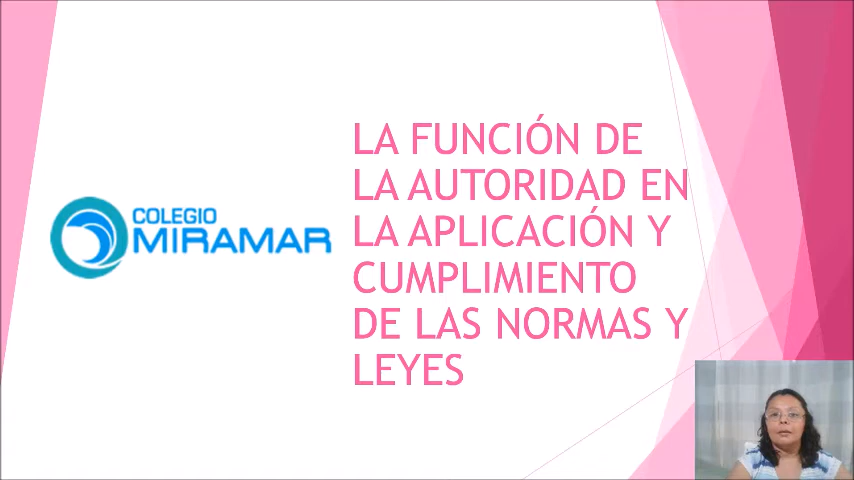 COLEGIO
MIRAMAR
LA FUNCIÓN DE
LA AUTORIDAD EN
LA APLICACIÓN Y
CUMPLIMIENTO
DE LAS NORMAS Y
LEYES